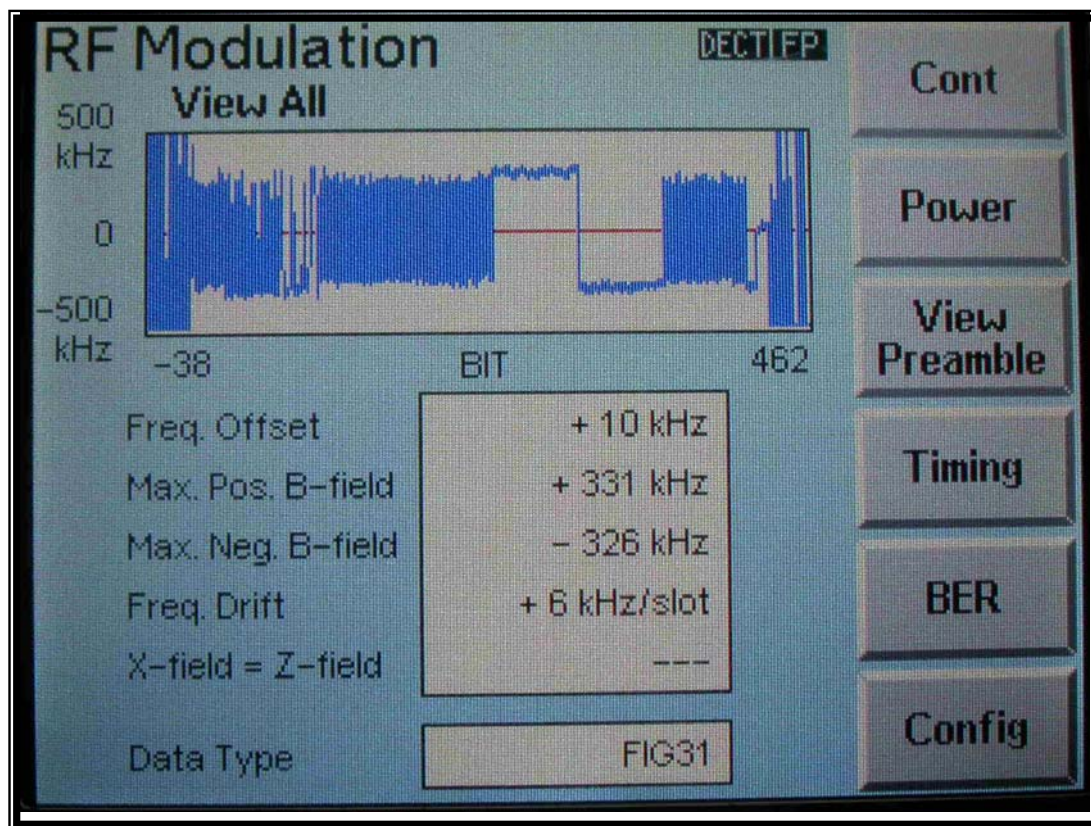 RF Modulation
DECT FP
View All
500
kHz
0
-500
kHz
-38
BIT
462
Freq. Offset
+ 10 kHz
Max. Pos. B-field
+ 331 kHz
Max. Neg. B-field
- 326 kHz
Freq. Drift
+ 6 kHz/slot
X-field = Z-field
---
Data Type
FIG31
Cont
Power
View
Preamble
Timing
BER
Config